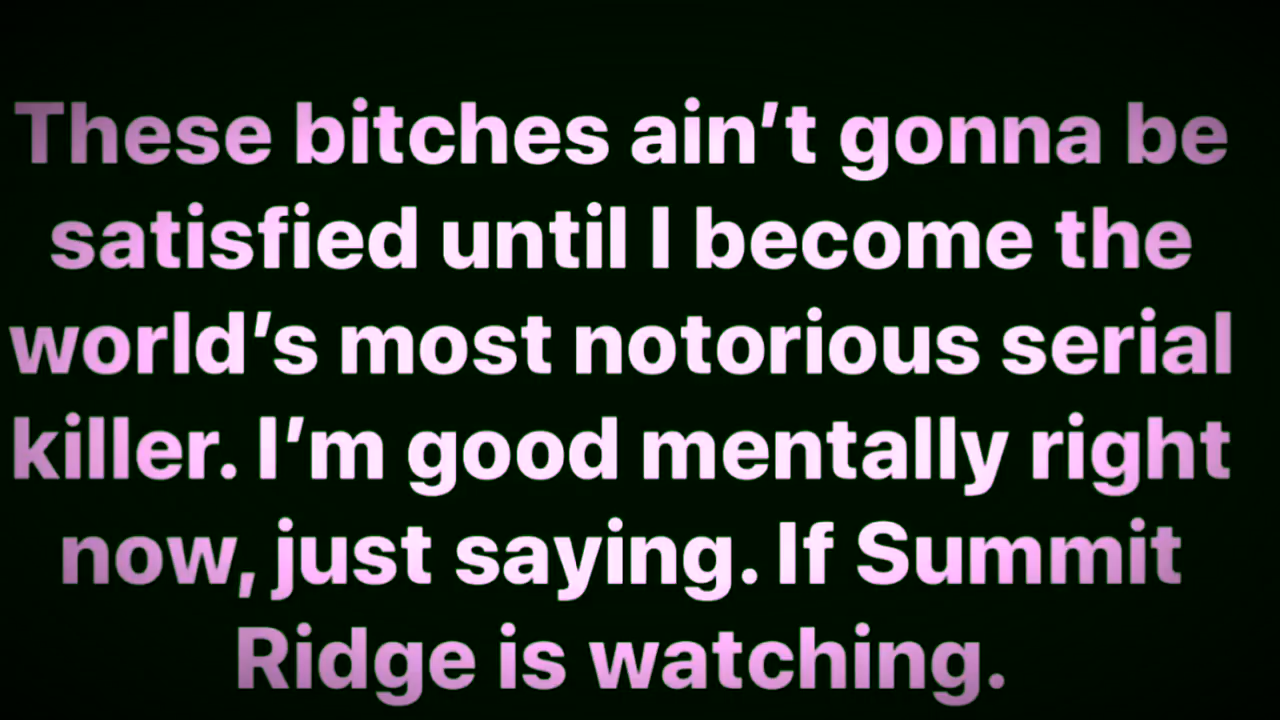 These bitches ain’t gonna be
satisfied until I become the
world’s most notorious serial
killer. I’m good mentally right
now, just saying. If Summit
Ridge is watching.